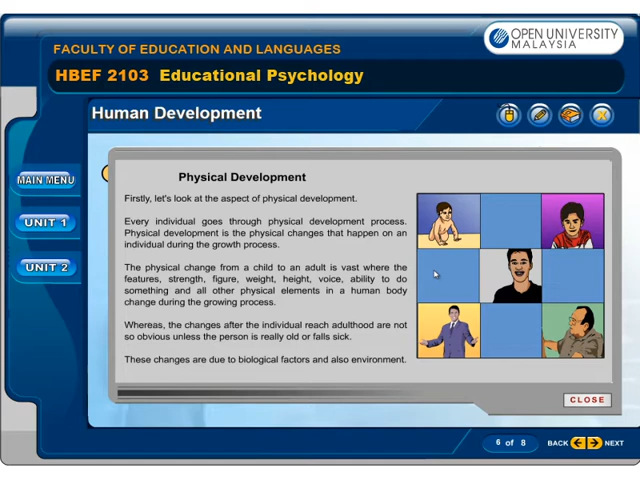 OPEN UNIVERSITY
MALAYSIA
FACULTY OF EDUCATION AND LANGUAGES
HBEF 2103 Educational Psychology
Human Development
MAIN MENU
UNIT 1
UNIT 2
Physical Development
Firstly, let's look at the aspect of physical development.
Every individual goes through physical development process.
Physical development is the physical changes that happen on an
individual during the growth process.
The physical change from a child to an adult is vast where the
features, strength, figure, weight, height, voice, ability to do
something and all other physical elements in a human body
change during the growing process.
Whereas, the changes after the individual reach adulthood are not
so obvious unless the person is really old or falls sick.
These changes are due to biological factors and also environment.
CLOSE
6 of 8
BACK NEXT